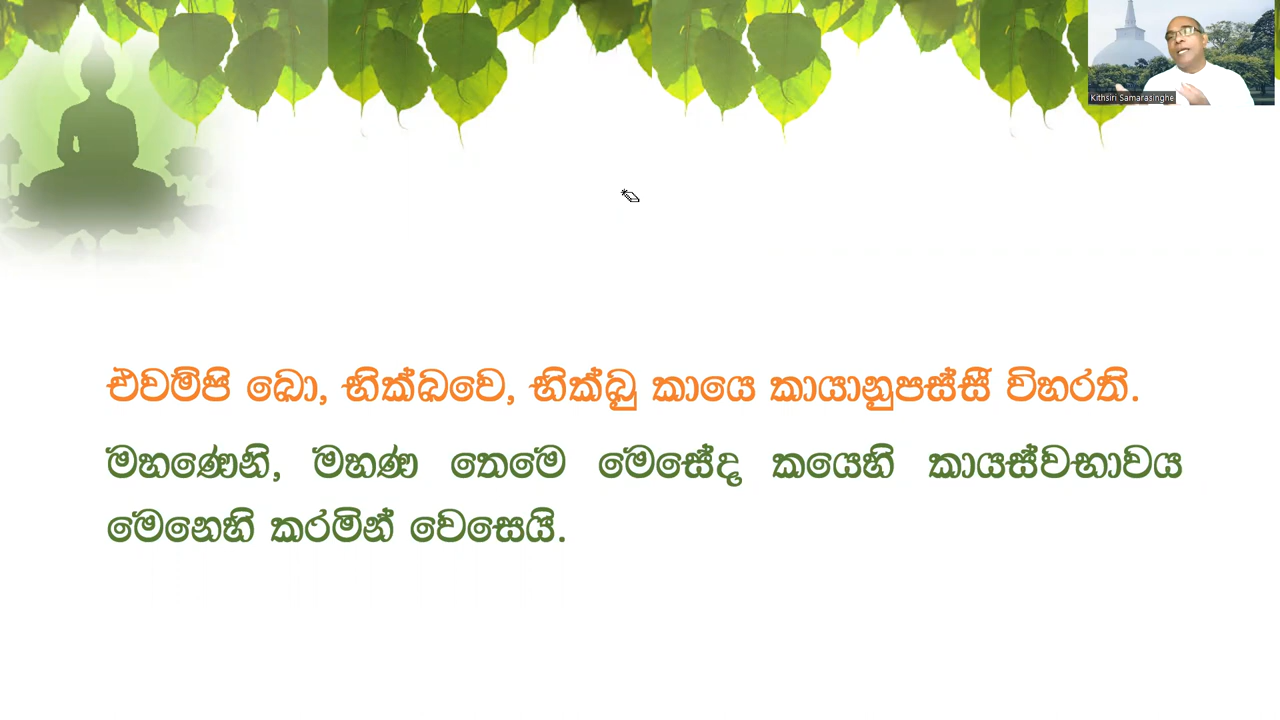 Kithsiri Samarasinghe
එවම්පි ඛො, භික්ඛවෙ, භික්ඛු කායෙ කායානුපස්සී විහරති.
මහණෙනි, මහණ තෙමෙ මෙසේද කයෙහි කායස්වභාවය
මෙනෙහි කරමින් වෙසෙයි.